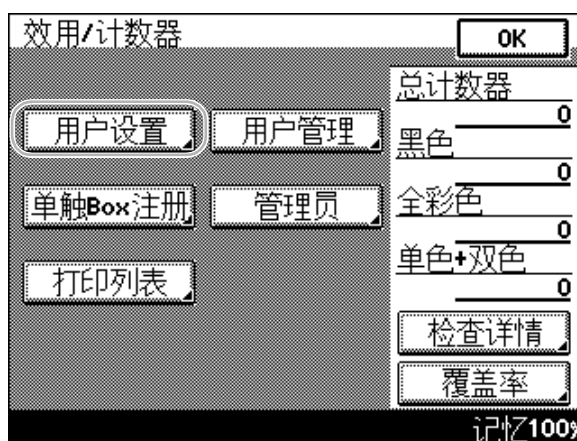 效用/计数器
OK
用户设置
用户管理
单触Box注册
管理员
打印列表
总计数器
0
黑色
0
全彩色
0
单色+双色
0
检查详情
覆盖率
记忆100%